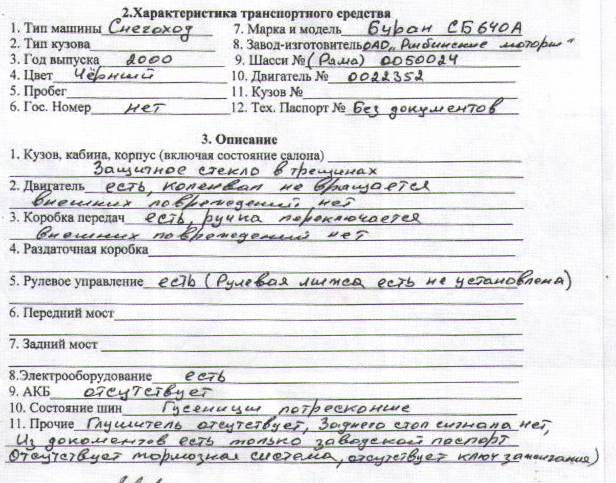 2.Характеристика транспортного средства
1. Тип машины Снегоход 7. Марка и модель Буран СБ640А
2. Тип кузова 8. Завод-изготовитель ОАО „Рыбинские моторы"
3. Год выпуска 2000 9. Шасси № (Рама) 0050024
4. Цвет Чёрный 10. Двигатель № 0022352
5. Пробег 11. Кузов №
6. Гос. Номер нет 12. Тех. Паспорт № Без документов
3. Описание
1. Кузов, кабина, корпус (включая состояние салона)
Защитное стекло в трещинах
2. Двигатель есть, коленвал не вращается
внешних повреждений нет
3. Коробка передач есть, ручка переключается
внешних повреждений нет
4. Раздаточная коробка
5. Рулевое управление есть (Рулевая лыжа есть не установлена)
6. Передний мост
7. Задний мост
8.Электрооборудование есть
9. АКБ отсутствует
10. Состояние шин Гусеницы потресконые
11. Прочие Глушитель отсутствует, Заднего стоп сигнала нет,
Из докоментов есть только заводской паспорт
Отсутствует тормозная система, отсутствует ключ зажигания)